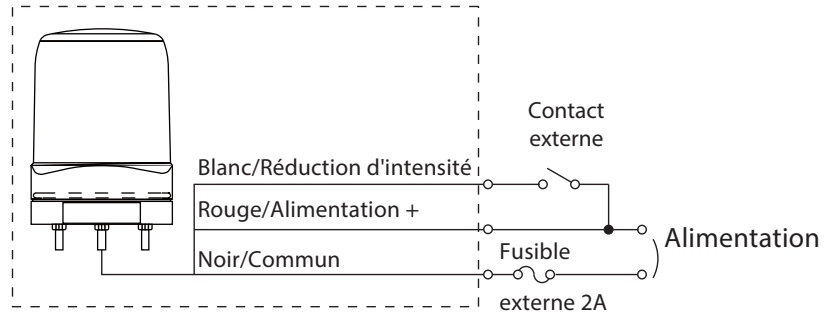 Contact
externe
Blanc/Réduction d'intensité
Rouge/Alimentation +
Alimentation
Noir/Commun
Fusible
externe 2A